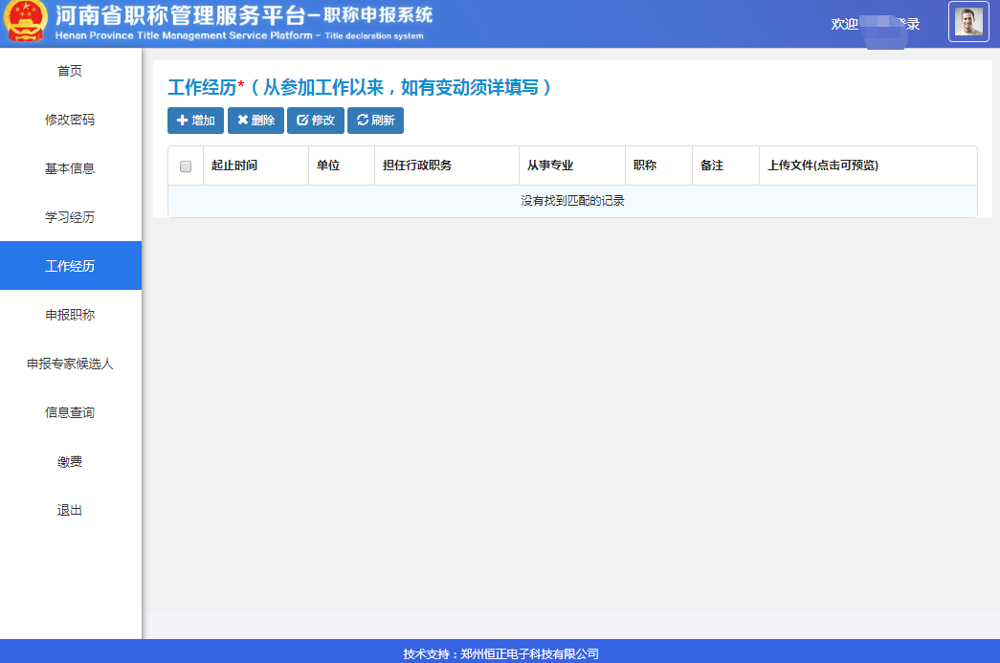 河南省职称管理服务平台-职称申报系统
Henan Province Title Management Service Platform - Title declaration system
欢迎 登录
首页
修改密码
基本信息
学习经历
工作经历
申报职称
申报专家候选人
信息查询
缴费
退出
工作经历*（从参加工作以来，如有变动须详填写）
增加 删除 修改 刷新
起止时间 单位 担任行政职务 从事专业 职称 备注 上传文件(点击可预览)
没有找到匹配的记录
技术支持：郑州恒正电子科技有限公司